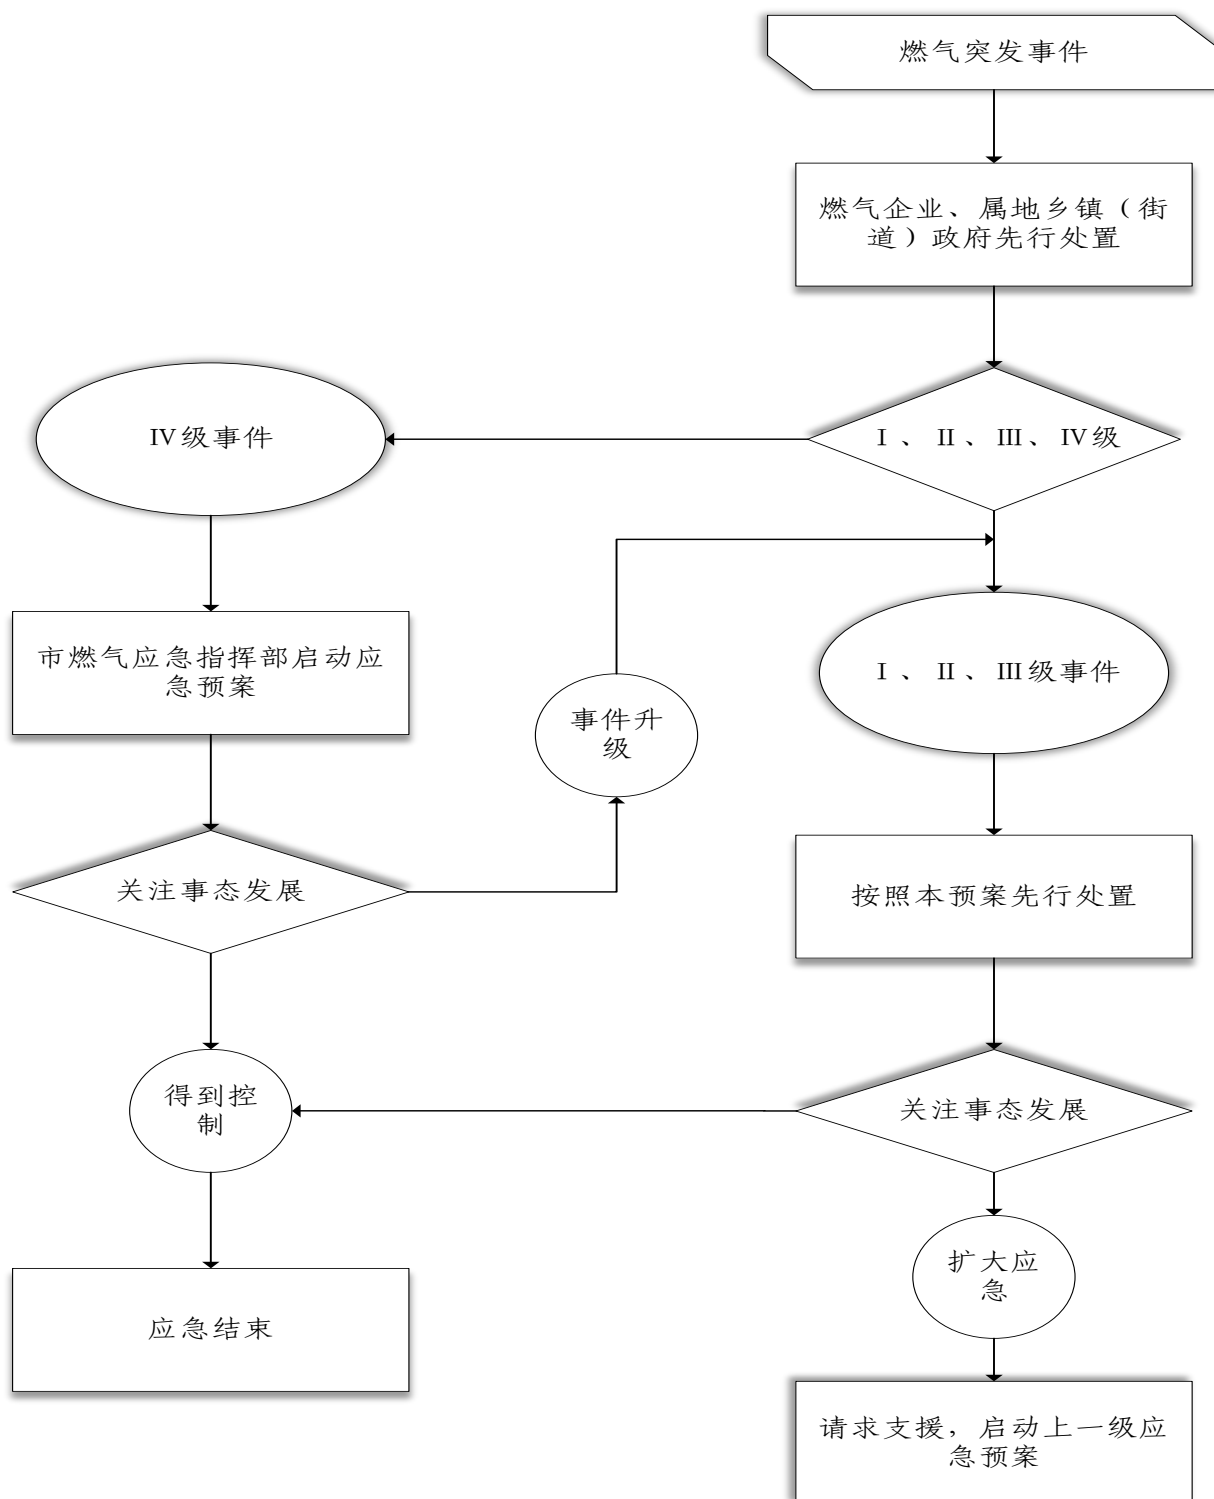 燃气突发事件
燃气企业、属地乡镇（街
道）政府先行处置
I、II、III、IV级
IV级事件
市燃气应急指挥部启动应
急预案
I、II、III级事件
事件升
级
关注事态发展
按照本预案先行处置
得到控
制
关注事态发展
扩大应
急
应急结束
请求支援，启动上一级应
急预案